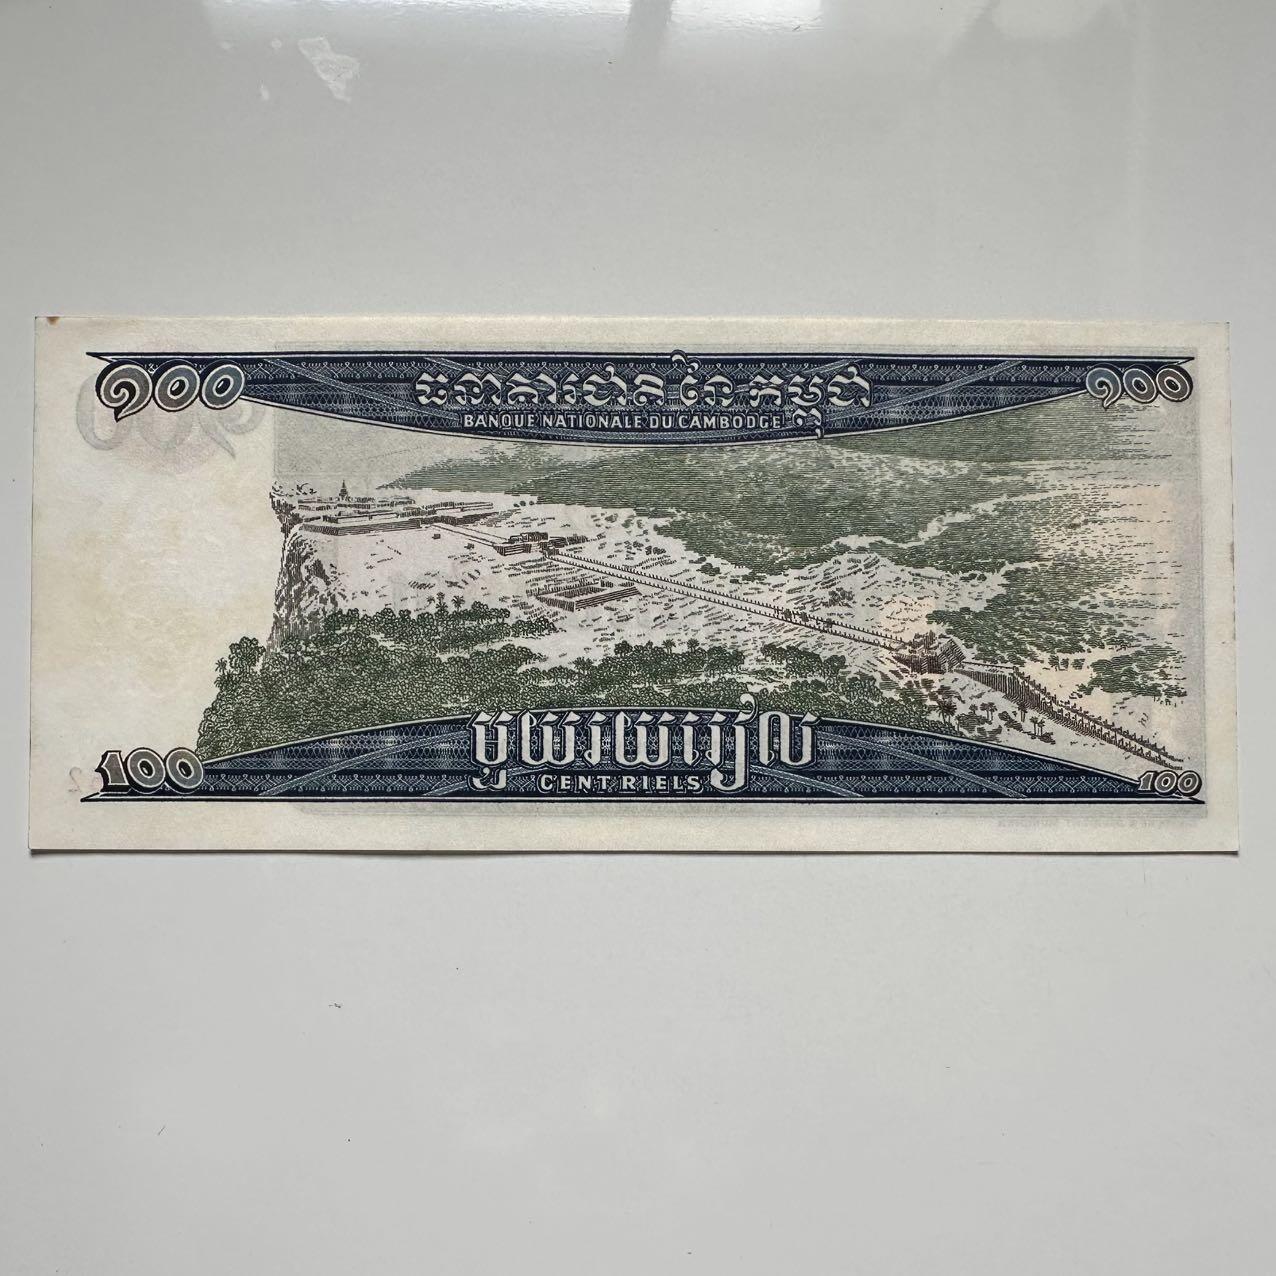 ១០០ ធនាគារជាតិនៃកម្ពុជា ១០០
BANQUE NATIONALE DU CAMBODGE
មួយរយរៀល
100 CENT RIELS 100